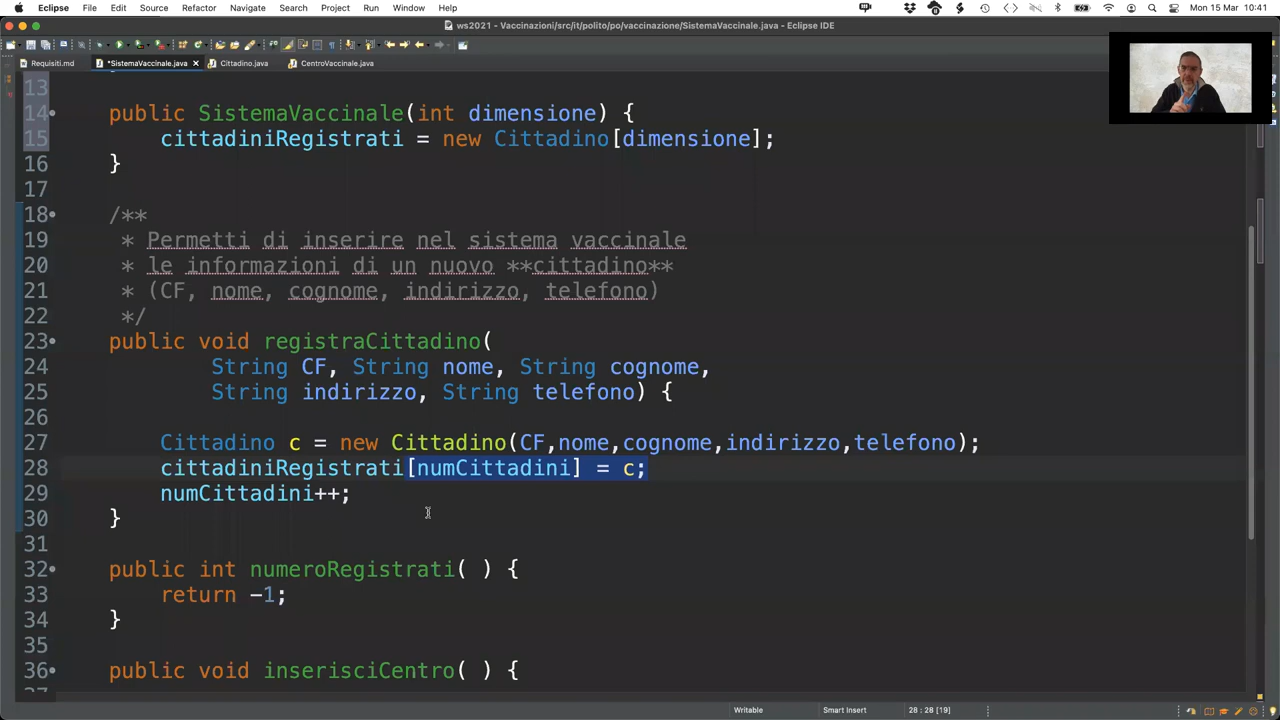 Eclipse File Edit Source Refactor Navigate Search Project Run Window Help Mon 15 Mar 10:41
ws2021 - Vaccinazioni/src/it/polito/po/vaccinazione/SistemaVaccinale.java - Eclipse IDE
Requisiti.md *SistemaVaccinale.java Cittadino.java CentroVaccinale.java
13
14 public SistemaVaccinale(int dimensione) {
15 cittadiniRegistrati = new Cittadino[dimensione];
16 }
17
18 /**
19 * Permetti di inserire nel sistema vaccinale
20 * le informazioni di un nuovo **cittadino**
21 * (CF, nome, cognome, indirizzo, telefono)
22 */
23 public void registraCittadino(
24 String CF, String nome, String cognome,
25 String indirizzo, String telefono) {
26
27 Cittadino c = new Cittadino(CF,nome,cognome,indirizzo,telefono);
28 cittadiniRegistrati[numCittadini] = c;
29 numCittadini++;
30 }
31
32 public int numeroRegistrati( ) {
33 return -1;
34 }
35
36 public void inserisciCentro( ) {
Writable Smart Insert 28 : 28 [19]